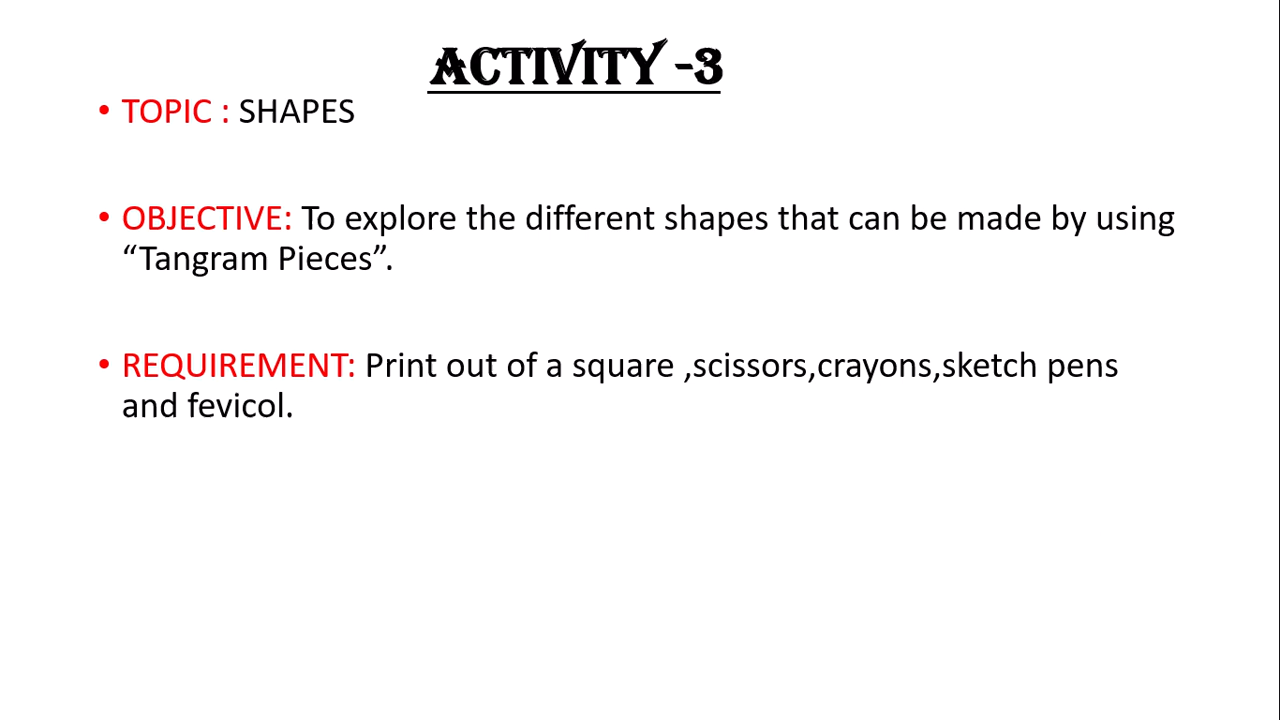 ACTIVITY -3
• TOPIC : SHAPES
• OBJECTIVE: To explore the different shapes that can be made by using
“Tangram Pieces”.
• REQUIREMENT: Print out of a square ,scissors,crayons,sketch pens
and fevicol.